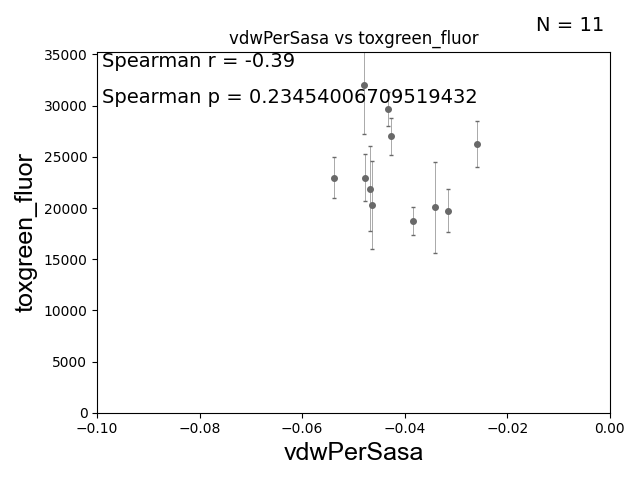 N = 11
vdwPerSasa vs toxgreen_fluor
Spearman r = -0.39
Spearman p = 0.23454006709519432
toxgreen_fluor
35000
30000
25000
20000
15000
10000
5000
0
−0.10 −0.08 −0.06 −0.04 −0.02 0.00
vdwPerSasa